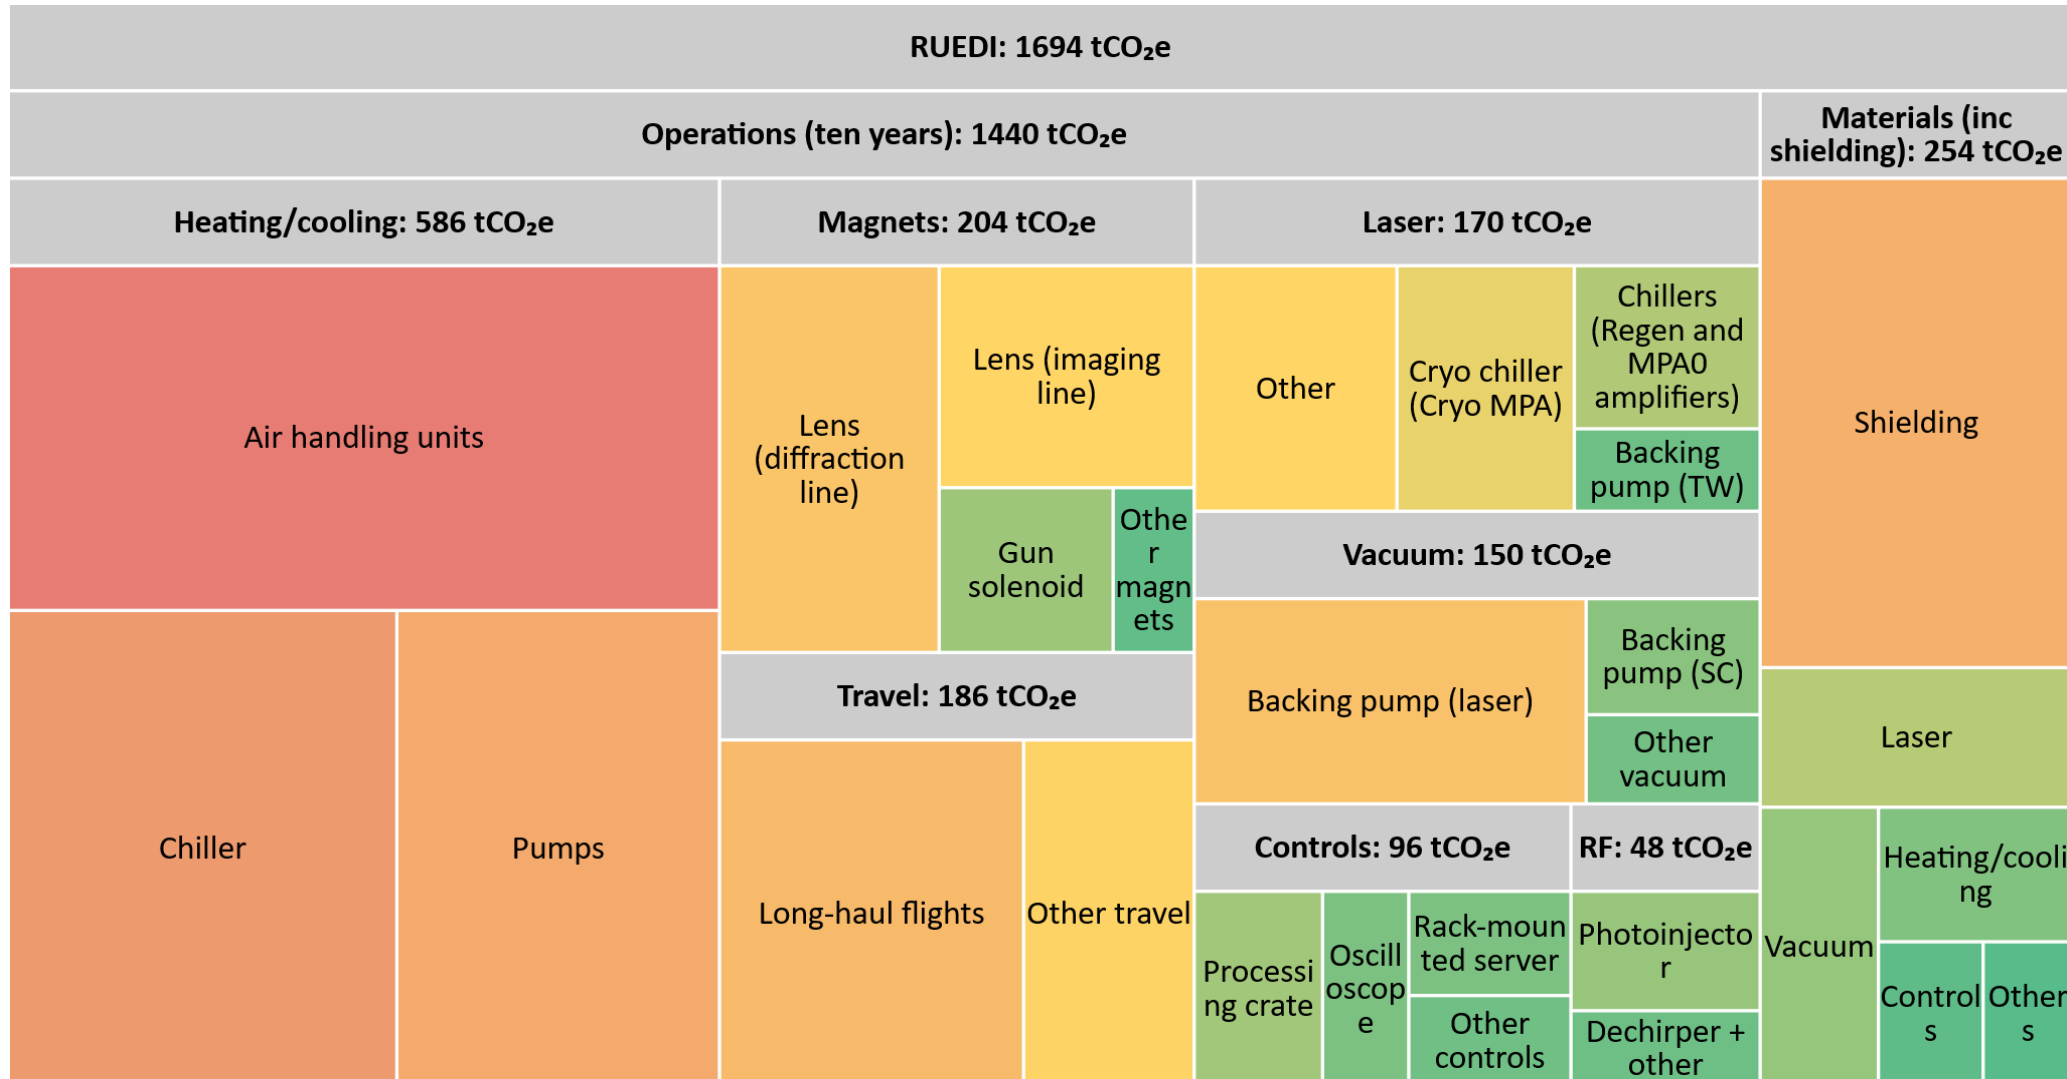 RUEDI: 1694 tCO₂e
Operations (ten years): 1440 tCO₂e
Materials (inc
shielding): 254 tCO₂e
Heating/cooling: 586 tCO₂e
Magnets: 204 tCO₂e
Laser: 170 tCO₂e
Air handling units
Chiller
Pumps
Lens
(diffraction
line)
Lens (imaging
line)
Gun
solenoid
Othe
r
magn
ets
Travel: 186 tCO₂e
Long-haul flights
Other travel
Other
Cryo chiller
(Cryo MPA)
Chillers
(Regen and
MPA0
amplifiers)
Backing
pump (TW)
Vacuum: 150 tCO₂e
Backing pump (laser)
Backing
pump (SC)
Other
vacuum
Controls: 96 tCO₂e
RF: 48 tCO₂e
Processi
ng crate
Oscill
oscop
e
Rack-moun
ted server
Other
controls
Photoinjecto
r
Dechirper +
other
Shielding
Laser
Vacuum
Heating/cooli
ng
Control
s
Other
s